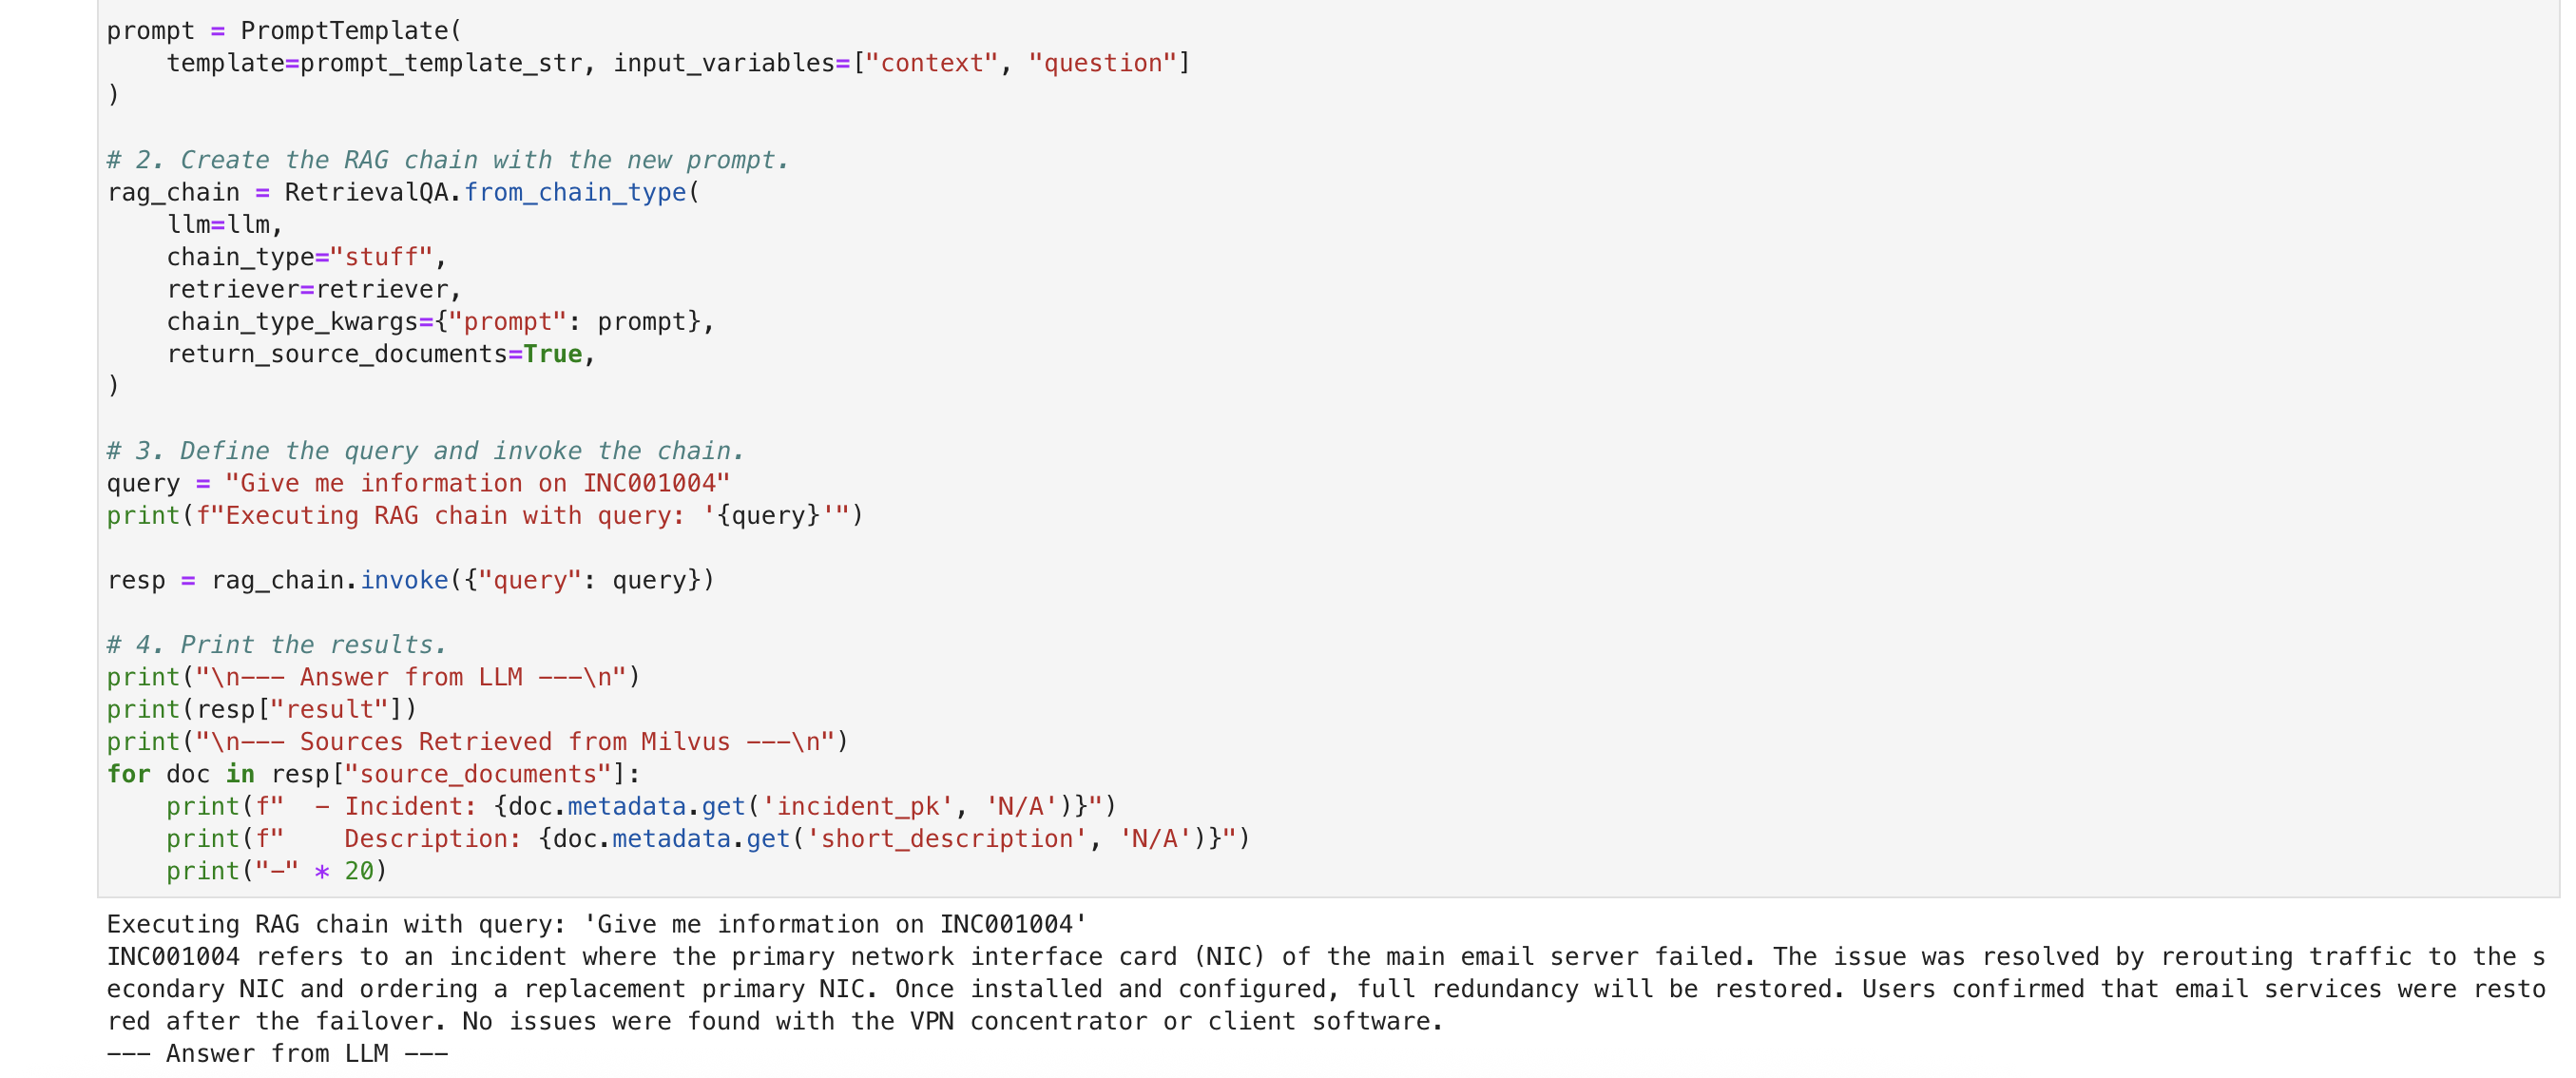 prompt = PromptTemplate(
    template=prompt_template_str, input_variables=["context", "question"]
)

# 2. Create the RAG chain with the new prompt.
rag_chain = RetrievalQA.from_chain_type(
    llm=llm,
    chain_type="stuff",
    retriever=retriever,
    chain_type_kwargs={"prompt": prompt},
    return_source_documents=True,
)

# 3. Define the query and invoke the chain.
query = "Give me information on INC001004"
print(f"Executing RAG chain with query: '{query}'")

resp = rag_chain.invoke({"query": query})

# 4. Print the results.
print("\n--- Answer from LLM ---\n")
print(resp["result"])
print("\n--- Sources Retrieved from Milvus ---\n")
for doc in resp["source_documents"]:
    print(f"  - Incident: {doc.metadata.get('incident_pk', 'N/A')}")
    print(f"    Description: {doc.metadata.get('short_description', 'N/A')}")
    print("-" * 20)
Executing RAG chain with query: 'Give me information on INC001004'
INC001004 refers to an incident where the primary network interface card (NIC) of the main email server failed. The issue was resolved by rerouting traffic to the s
econdary NIC and ordering a replacement primary NIC. Once installed and configured, full redundancy will be restored. Users confirmed that email services were resto
red after the failover. No issues were found with the VPN concentrator or client software.
--- Answer from LLM ---